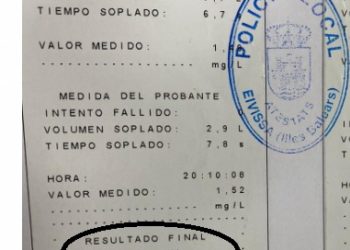 TIEMPO SOPLADO: 6,7
VALOR MEDIDO: 1,
mg/L
MEDIDA DEL PROBANTE
INTENTO FALLIDO: 0
VOLUMEN SOPLADO: 2,9 L
TIEMPO SOPLADO: 7,8 s
HORA: 20:10:08
VALOR MEDIDO: 1,52
mg/L
RESULTADO FINAL
POLICIA LOCAL
EIVISSA (Illes Balears)
ATESTATS